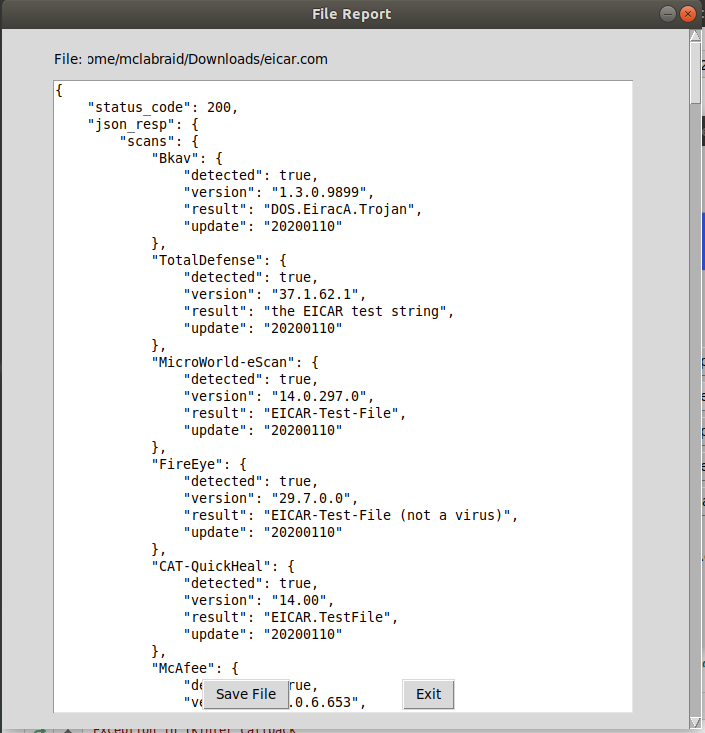 File Report
File: ome/mclabraid/Downloads/eicar.com
{
    "status_code": 200,
    "json_resp": {
        "scans": {
            "Bkav": {
                "detected": true,
                "version": "1.3.0.9899",
                "result": "DOS.EiracA.Trojan",
                "update": "20200110"
            },
            "TotalDefense": {
                "detected": true,
                "version": "37.1.62.1",
                "result": "the EICAR test string",
                "update": "20200110"
            },
            "MicroWorld-eScan": {
                "detected": true,
                "version": "14.0.297.0",
                "result": "EICAR-Test-File",
                "update": "20200110"
            },
            "FireEye": {
                "detected": true,
                "version": "29.7.0.0",
                "result": "EICAR-Test-File (not a virus)",
                "update": "20200110"
            },
            "CAT-QuickHeal": {
                "detected": true,
                "version": "14.00",
                "result": "EICAR.TestFile",
                "update": "20200110"
            },
            "McAfee": {
                "de rue,
                "ve .0.6.653",
Save File Exit
Exception in Tkinter callback